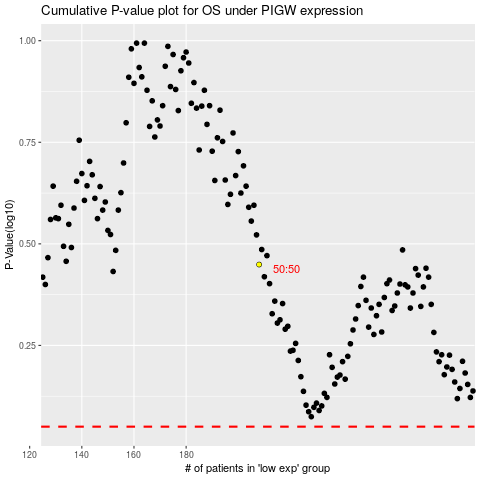 Cumulative P-value plot for OS under PIGW expression
P-Value(log10)
1.00
0.75
0.50
0.25
50:50
120 140 160 180
# of patients in 'low exp' group